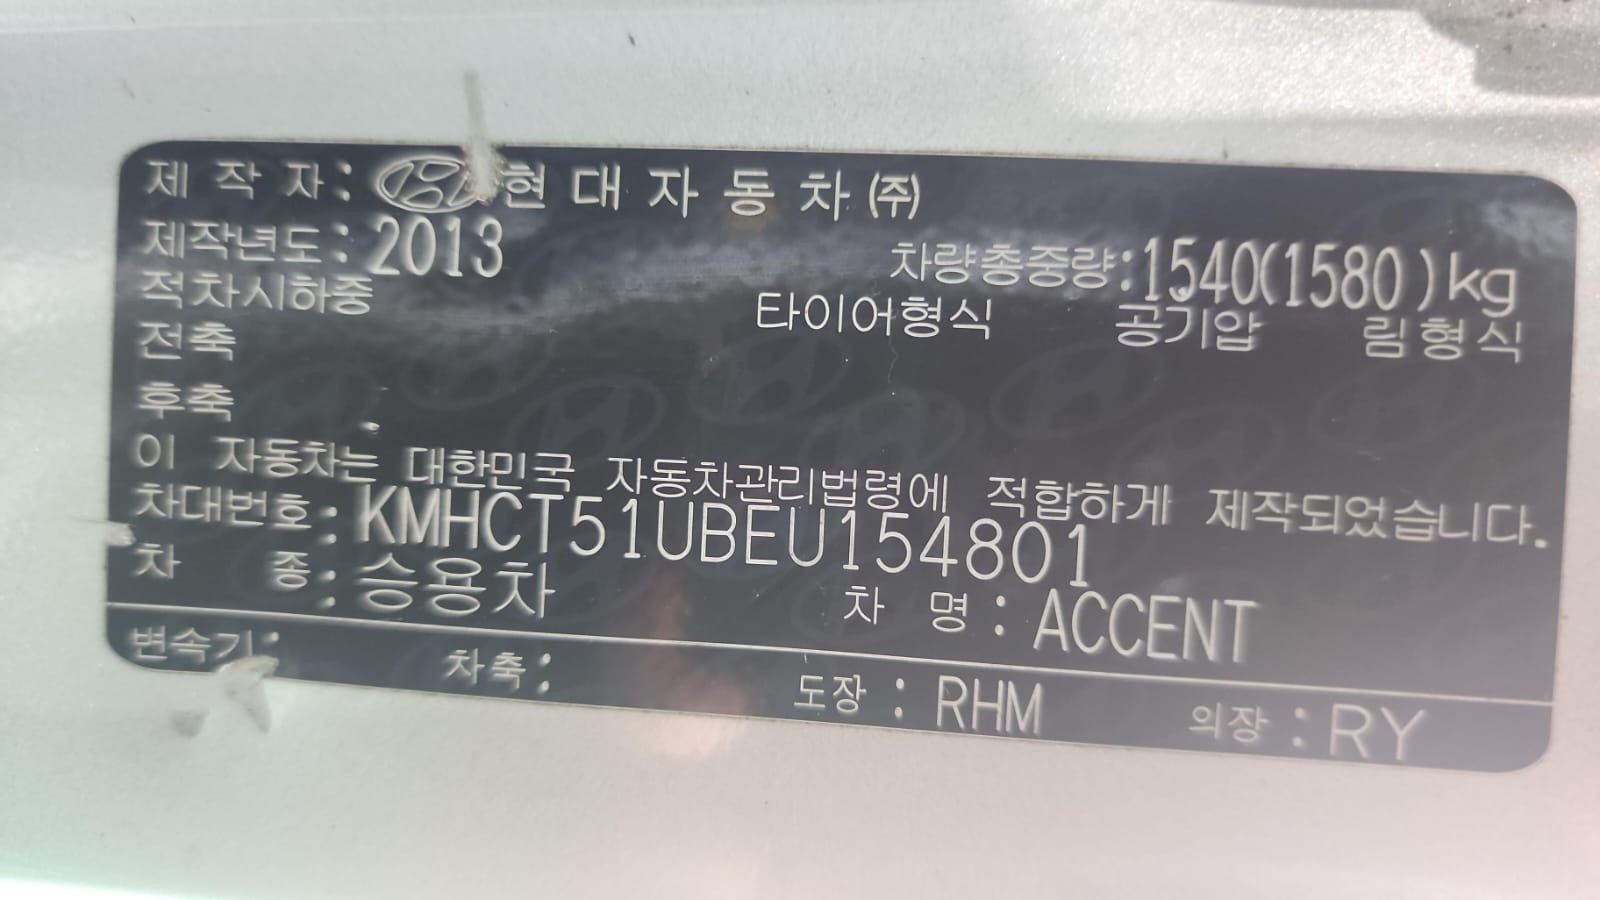 제 작 자 : 현 대 자 동 차 (주)
제작년도 : 2013 차량총중량 : 1540(1580 ) kg
적차시하중 타이어형식 공기압 림형식
전축
후축
이 자동차는 대한민국 자동차관리법령에 적합하게 제작되었습니다.
차대번호 : KMHCT51UBEU154801
차 종 : 승용차 차 명 : ACCENT
변속기 : 차축 : 도장 : RHM 의장 : RY